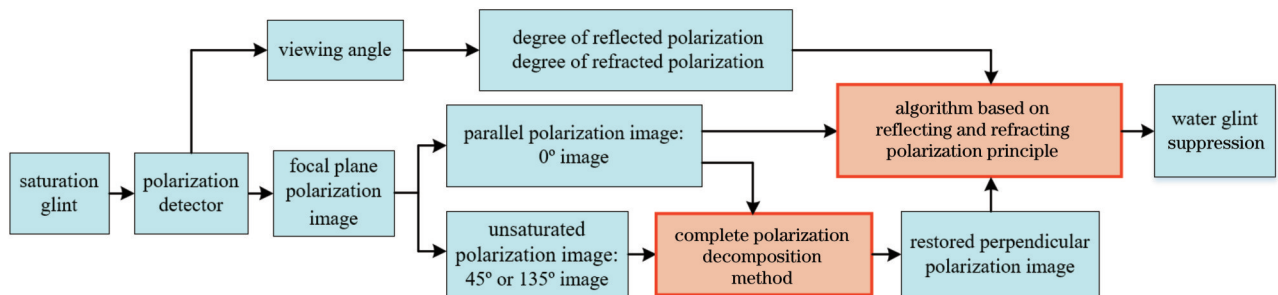 saturation
glint
polarization
detector
viewing angle
degree of reflected polarization
degree of refracted polarization
focal plane
polarization
image
parallel polarization image:
0º image
unsaturated
polarization image:
45º or 135º image
complete polarization
decomposition
method
restored perpendicular
polarization image
algorithm based on
reflecting and refracting
polarization principle
water glint
suppression